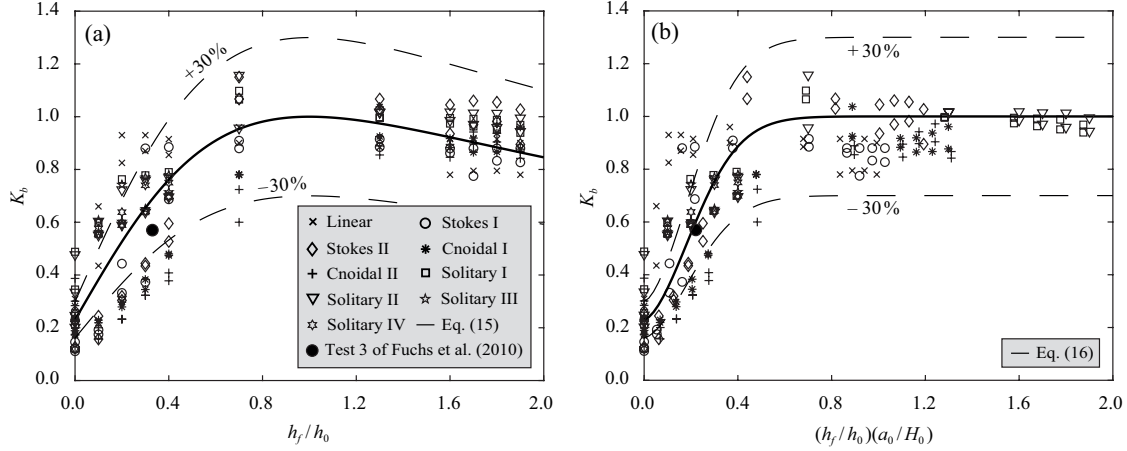 (a)
+30%
−30%
K_b
1.4
1.2
1.0
0.8
0.6
0.4
0.2
0.0
0.0 0.4 0.8 1.2 1.6 2.0
h_f/h_0
Linear
Stokes I
Stokes II
Cnoidal I
Cnoidal II
Solitary I
Solitary II
Solitary III
Solitary IV
Eq. (15)
Test 3 of Fuchs et al. (2010)
(b)
+30%
−30%
K_b
1.4
1.2
1.0
0.8
0.6
0.4
0.2
0.0
0.0 0.4 0.8 1.2 1.6 2.0
(h_f/h_0)(a_0/H_0)
Eq. (16)